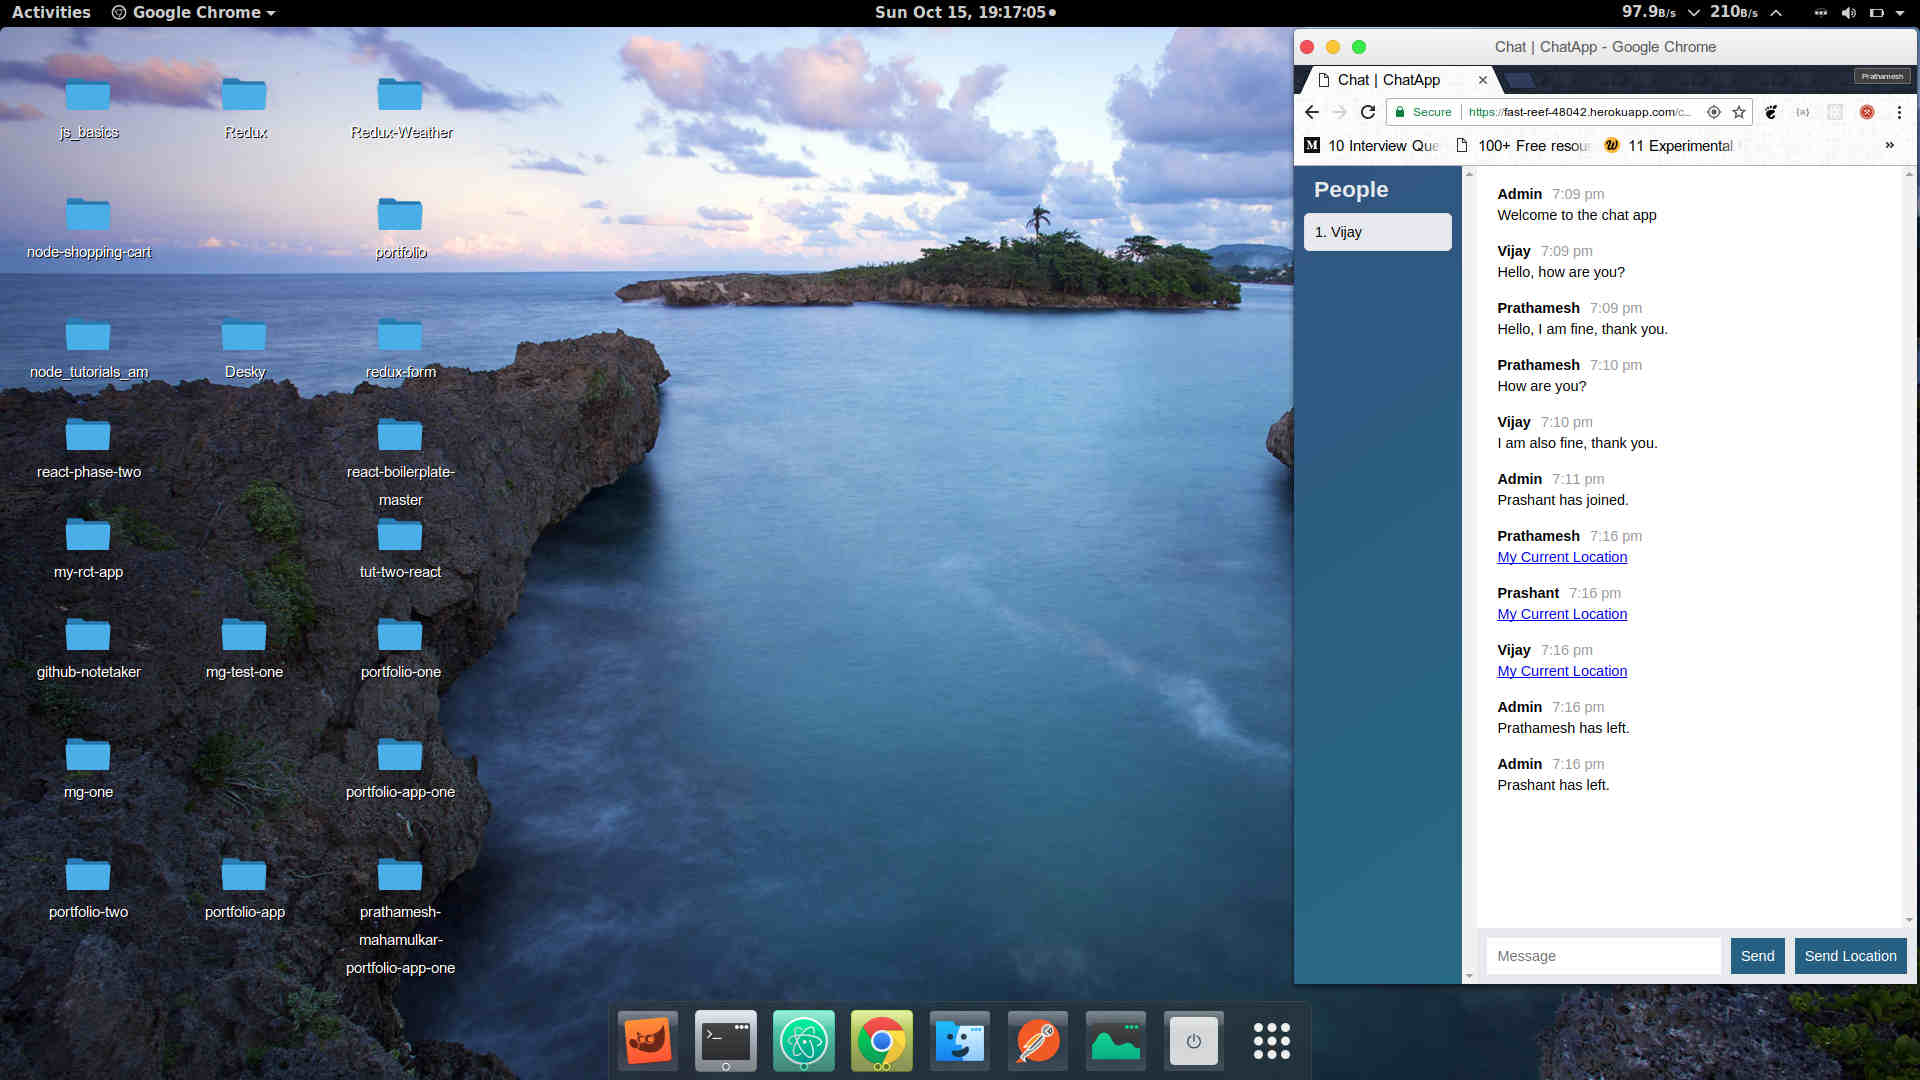 Activities Google Chrome Sun Oct 15, 19:17:05 97.9B/s 210B/s
js_basics Redux Redux-Weather
node-shopping-cart portfolio
node_tutorials_am Desky redux-form
react-phase-two react-boilerplate-
master
my-rct-app tut-two-react
github-notetaker mg-test-one portfolio-one
mg-one portfolio-app-one
portfolio-two portfolio-app prathamesh-
mahamulkar-
portfolio-app-one
Chat | ChatApp - Google Chrome
Chat | ChatApp Prathamesh
Secure https://fast-reef-48042.herokuapp.com/c...
10 Interview Que 100+ Free resou 11 Experimental »
People
1. Vijay
Admin 7:09 pm
Welcome to the chat app
Vijay 7:09 pm
Hello, how are you?
Prathamesh 7:09 pm
Hello, I am fine, thank you.
Prathamesh 7:10 pm
How are you?
Vijay 7:10 pm
I am also fine, thank you.
Admin 7:11 pm
Prashant has joined.
Prathamesh 7:16 pm
My Current Location
Prashant 7:16 pm
My Current Location
Vijay 7:16 pm
My Current Location
Admin 7:16 pm
Prathamesh has left.
Admin 7:16 pm
Prashant has left.
Message Send Send Location